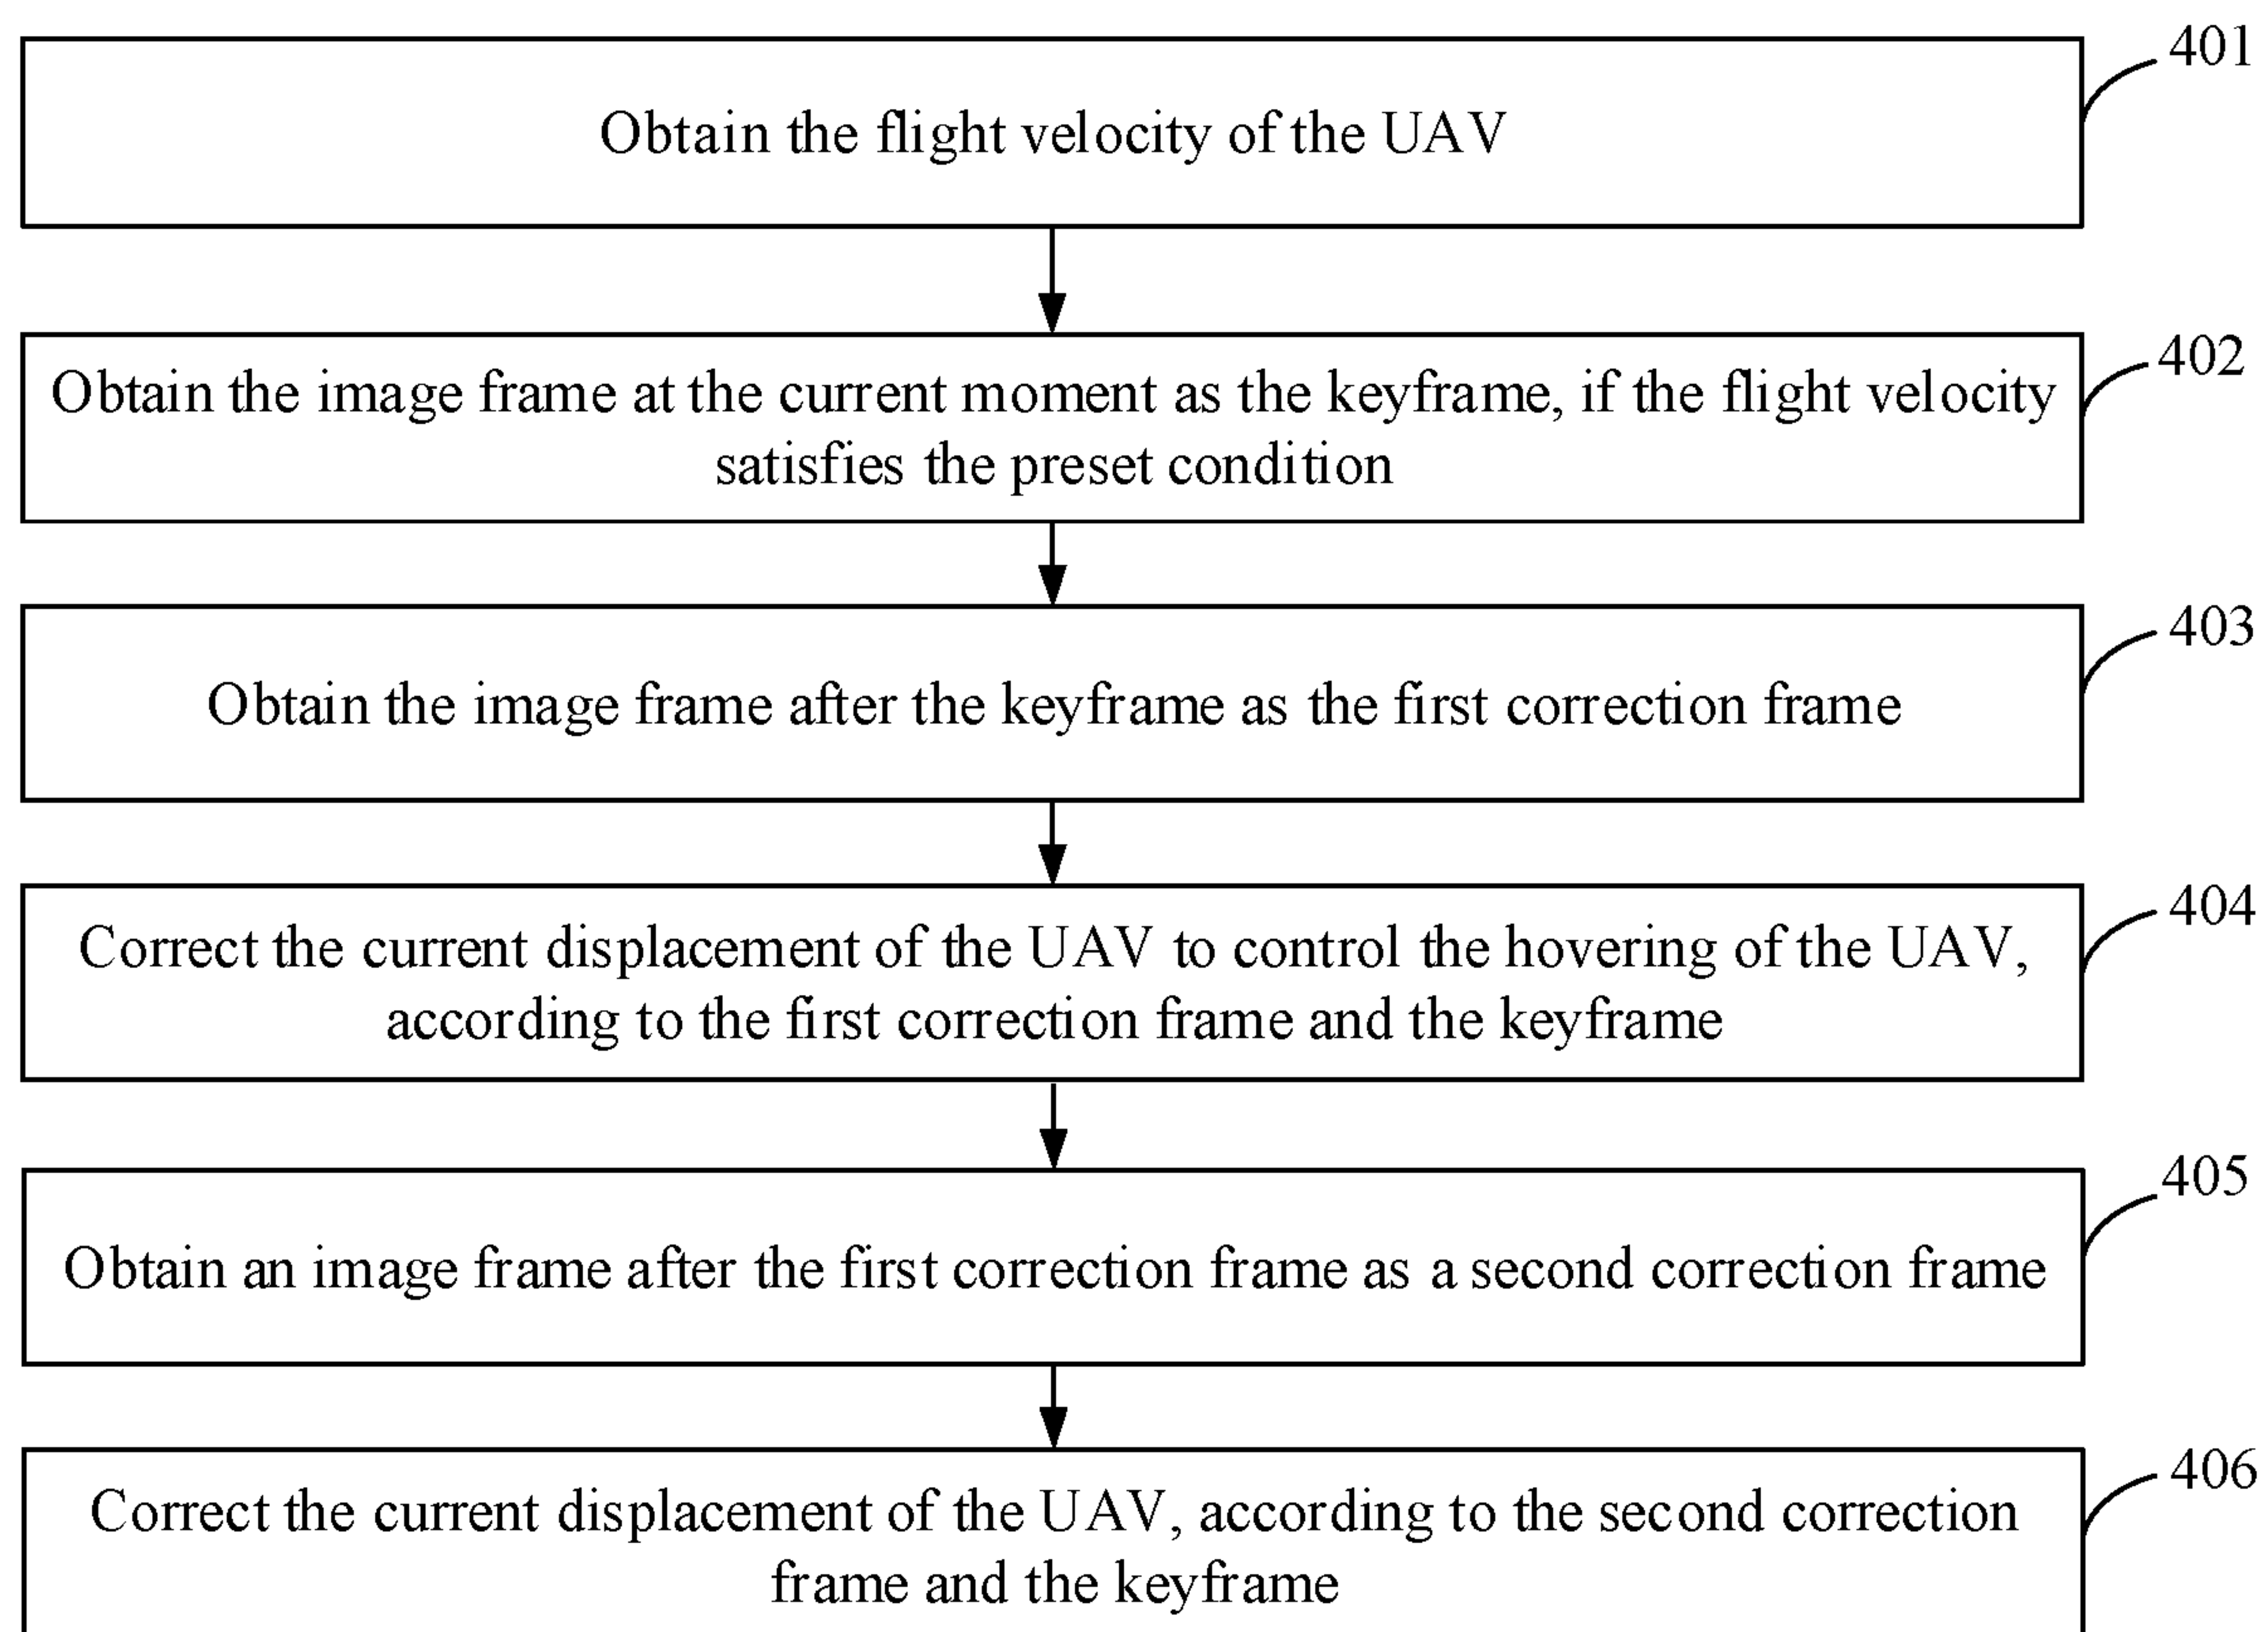 401
Obtain the flight velocity of the UAV
402
Obtain the image frame at the current moment as the keyframe, if the flight velocity
satisfies the preset condition
403
Obtain the image frame after the keyframe as the first correction frame
404
Correct the current displacement of the UAV to control the hovering of the UAV,
according to the first correction frame and the keyframe
405
Obtain an image frame after the first correction frame as a second correction frame
406
Correct the current displacement of the UAV, according to the second correction
frame and the keyframe